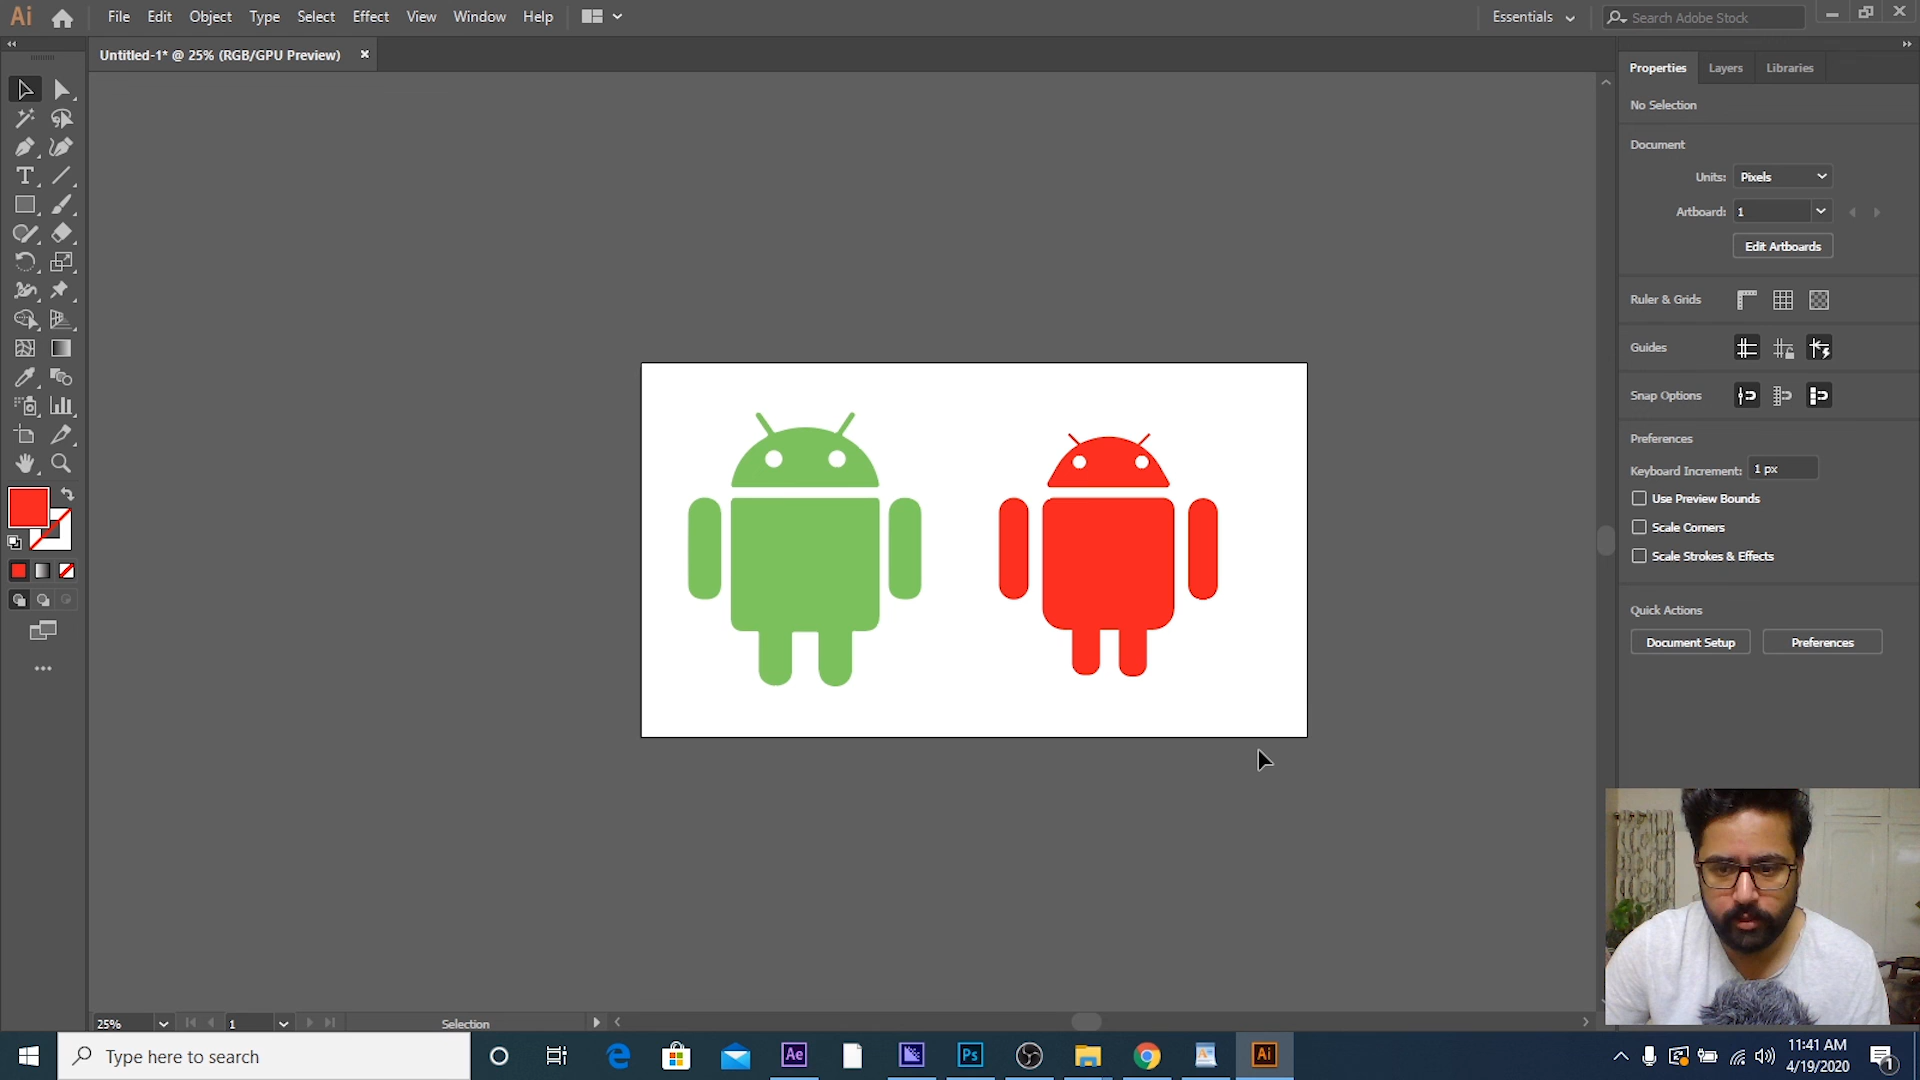 Ai File Edit Object Type Select Effect View Window Help Essentials Search Adobe Stock
Untitled-1* @ 25% (RGB/GPU Preview)
Properties Layers Libraries
No Selection
Document
Units: Pixels
Artboard: 1
Edit Artboards
Ruler & Grids
Guides
Snap Options
Preferences
Keyboard Increment: 1 px
Use Preview Bounds
Scale Corners
Scale Strokes & Effects
Quick Actions
Document Setup Preferences
25% 1 Selection
Type here to search
Ae Ps Ai
11:41 AM
4/19/2020
1